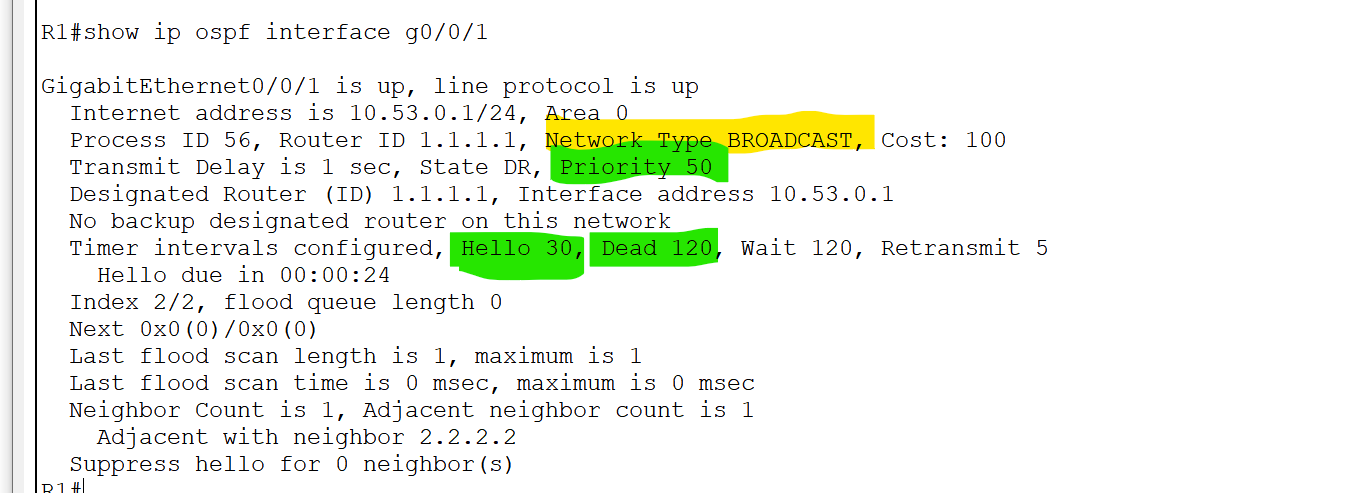 R1#show ip ospf interface g0/0/1
GigabitEthernet0/0/1 is up, line protocol is up
Internet address is 10.53.0.1/24, Area 0
Process ID 56, Router ID 1.1.1.1, Network Type BROADCAST, Cost: 100
Transmit Delay is 1 sec, State DR, Priority 50
Designated Router (ID) 1.1.1.1, Interface address 10.53.0.1
No backup designated router on this network
Timer intervals configured, Hello 30, Dead 120, Wait 120, Retransmit 5
Hello due in 00:00:24
Index 2/2, flood queue length 0
Next 0x0(0)/0x0(0)
Last flood scan length is 1, maximum is 1
Last flood scan time is 0 msec, maximum is 0 msec
Neighbor Count is 1, Adjacent neighbor count is 1
Adjacent with neighbor 2.2.2.2
Suppress hello for 0 neighbor(s)
R1#